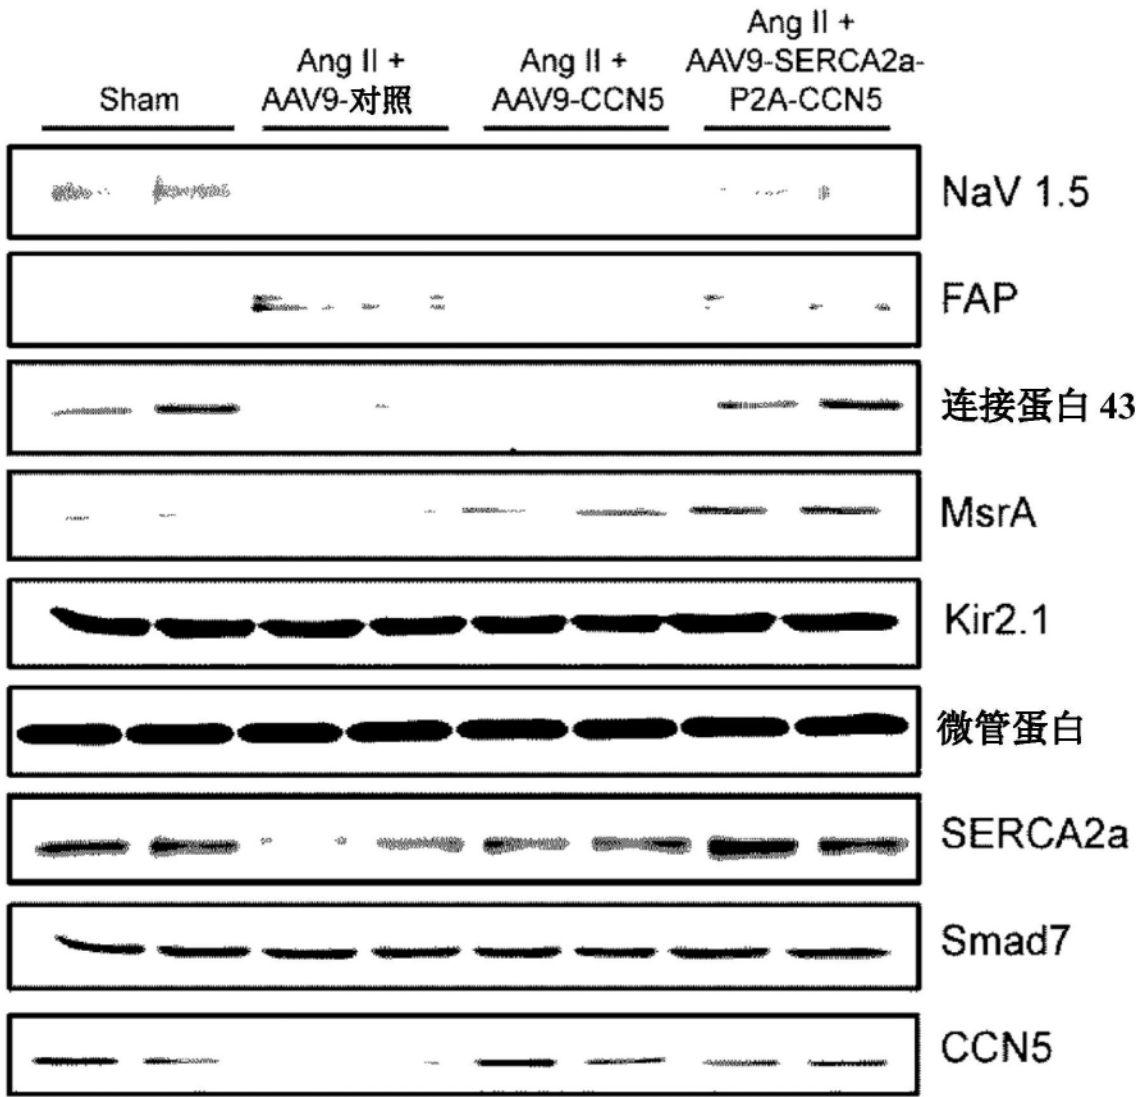 Sham
Ang II +
AAV9-对照
Ang II +
AAV9-CCN5
Ang II +
AAV9-SERCA2a-
P2A-CCN5
NaV 1.5
FAP
连接蛋白 43
MsrA
Kir2.1
微管蛋白
SERCA2a
Smad7
CCN5